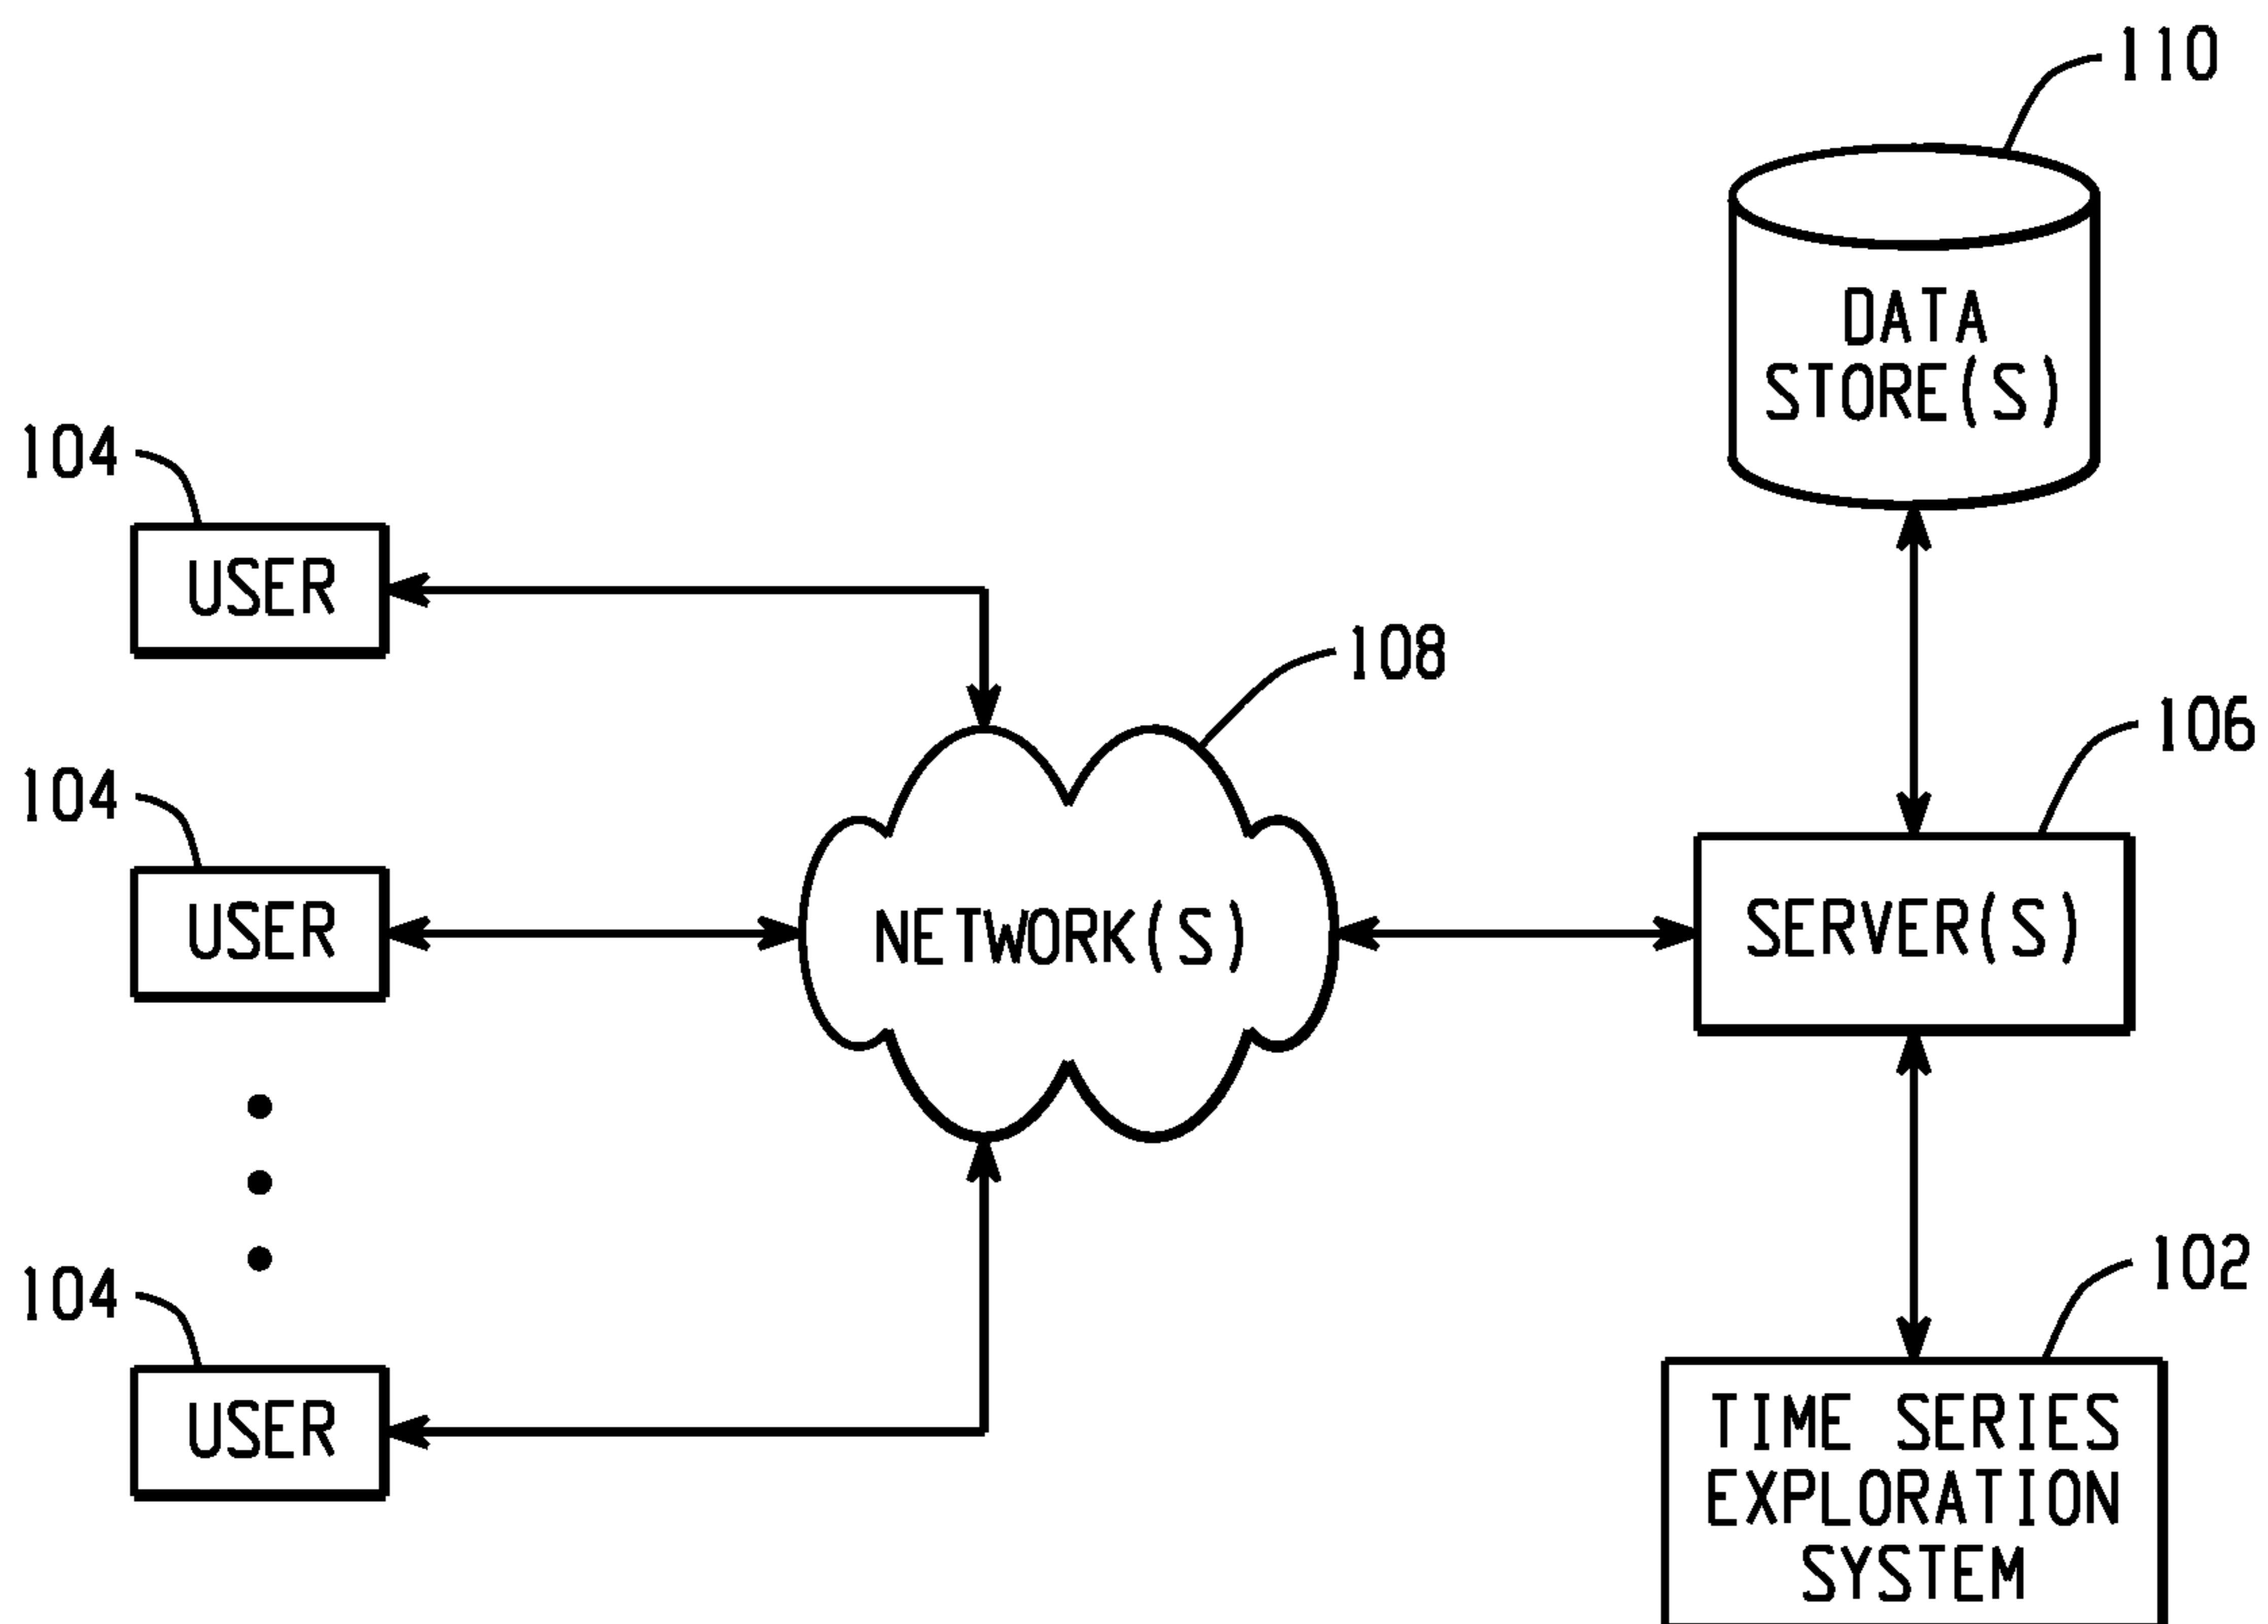 110
DATA
STORE(S)
104
USER
108
106
104
USER
NETWORK(S)
SERVER(S)
102
104
USER
TIME SERIES
EXPLORATION
SYSTEM